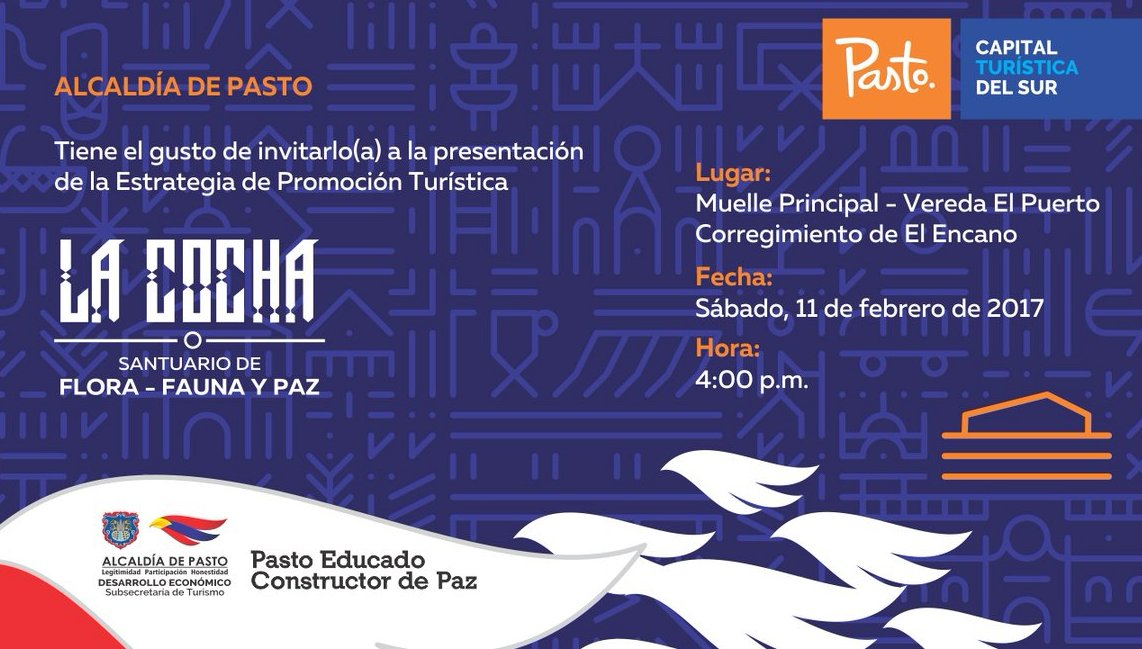 ALCALDÍA DE PASTO
Tiene el gusto de invitarlo(a) a la presentación
de la Estrategia de Promoción Turística
LA COCHA
SANTUARIO DE
FLORA - FAUNA Y PAZ
Pasto.
CAPITAL
TURÍSTICA
DEL SUR
Lugar:
Muelle Principal - Vereda El Puerto
Corregimiento de El Encano
Fecha:
Sábado, 11 de febrero de 2017
Hora:
4:00 p.m.
ALCALDÍA DE PASTO
Legitimidad Participación Honestidad
DESARROLLO ECONÓMICO
Subsecretaría de Turismo
Pasto Educado
Constructor de Paz